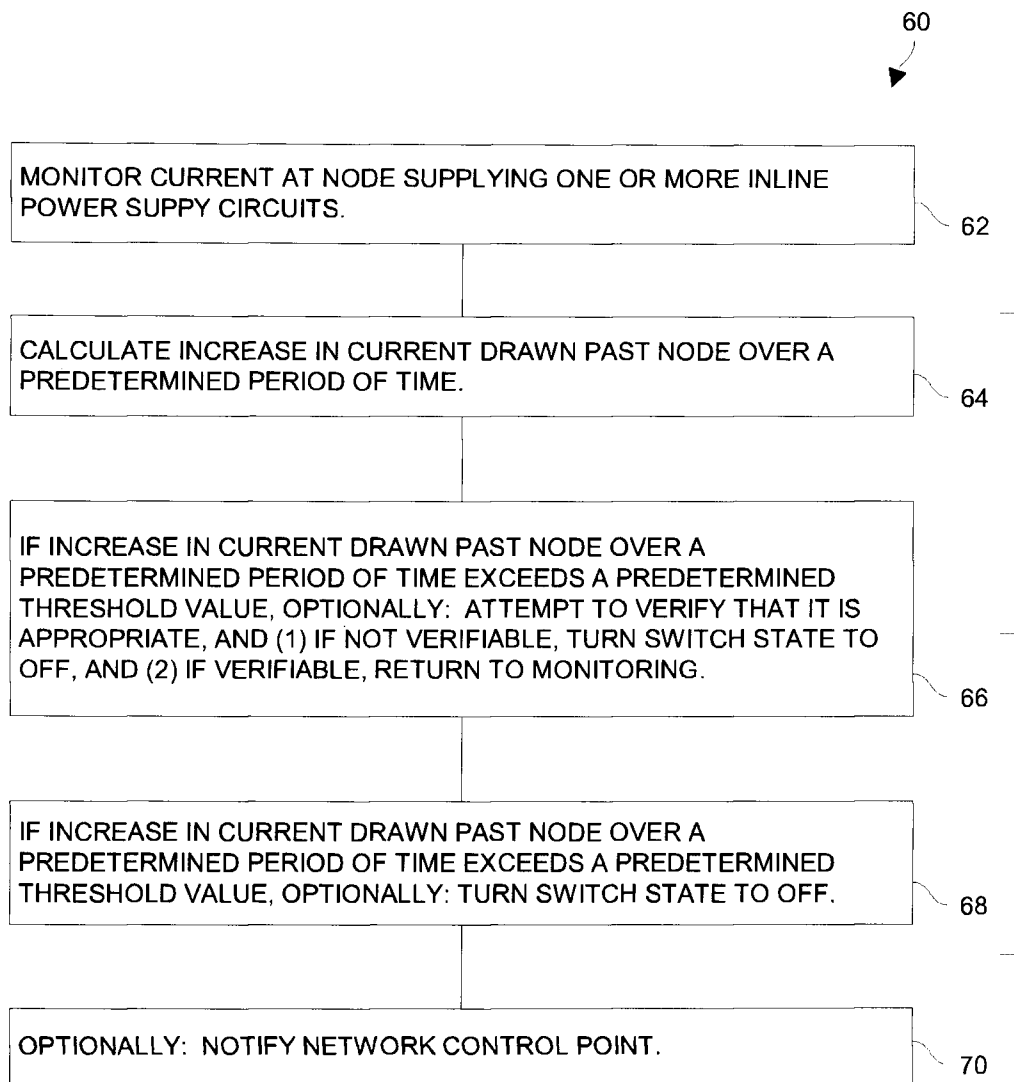 60
MONITOR CURRENT AT NODE SUPPLYING ONE OR MORE INLINE
POWER SUPPY CIRCUITS.
62
CALCULATE INCREASE IN CURRENT DRAWN PAST NODE OVER A
PREDETERMINED PERIOD OF TIME.
64
IF INCREASE IN CURRENT DRAWN PAST NODE OVER A
PREDETERMINED PERIOD OF TIME EXCEEDS A PREDETERMINED
THRESHOLD VALUE, OPTIONALLY: ATTEMPT TO VERIFY THAT IT IS
APPROPRIATE, AND (1) IF NOT VERIFIABLE, TURN SWITCH STATE TO
OFF, AND (2) IF VERIFIABLE, RETURN TO MONITORING.
66
IF INCREASE IN CURRENT DRAWN PAST NODE OVER A
PREDETERMINED PERIOD OF TIME EXCEEDS A PREDETERMINED
THRESHOLD VALUE, OPTIONALLY: TURN SWITCH STATE TO OFF.
68
OPTIONALLY: NOTIFY NETWORK CONTROL POINT.
70